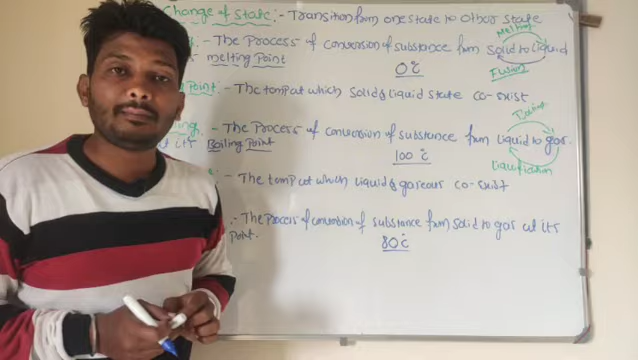 Change of State :- Transition from one state to other state
Melting
:- The Process of conversion of substance from solid to liquid
melting Point
0°C
Fusion
Point :- The temp at which solid & liquid state co-exist
Boiling
:- The Process of conversion of substance from liquid to gas.
at its Boiling Point
100°C
Liquification
:- The temp at which liquid & gaseous co-exist
:- The Process of conversion of substance from solid to gas at its
Point.
80°C